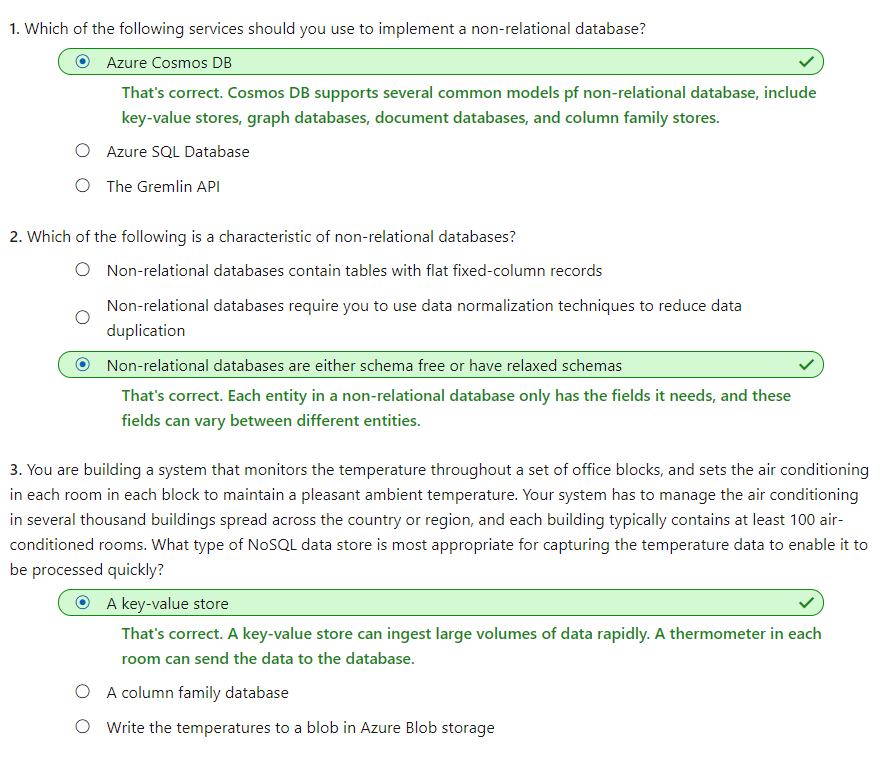 1. Which of the following services should you use to implement a non-relational database?
Azure Cosmos DB
That's correct. Cosmos DB supports several common models pf non-relational database, include
key-value stores, graph databases, document databases, and column family stores.
Azure SQL Database
The Gremlin API
2. Which of the following is a characteristic of non-relational databases?
Non-relational databases contain tables with flat fixed-column records
Non-relational databases require you to use data normalization techniques to reduce data
duplication
Non-relational databases are either schema free or have relaxed schemas
That's correct. Each entity in a non-relational database only has the fields it needs, and these
fields can vary between different entities.
3. You are building a system that monitors the temperature throughout a set of office blocks, and sets the air conditioning
in each room in each block to maintain a pleasant ambient temperature. Your system has to manage the air conditioning
in several thousand buildings spread across the country or region, and each building typically contains at least 100 air-
conditioned rooms. What type of NoSQL data store is most appropriate for capturing the temperature data to enable it to
be processed quickly?
A key-value store
That's correct. A key-value store can ingest large volumes of data rapidly. A thermometer in each
room can send the data to the database.
A column family database
Write the temperatures to a blob in Azure Blob storage